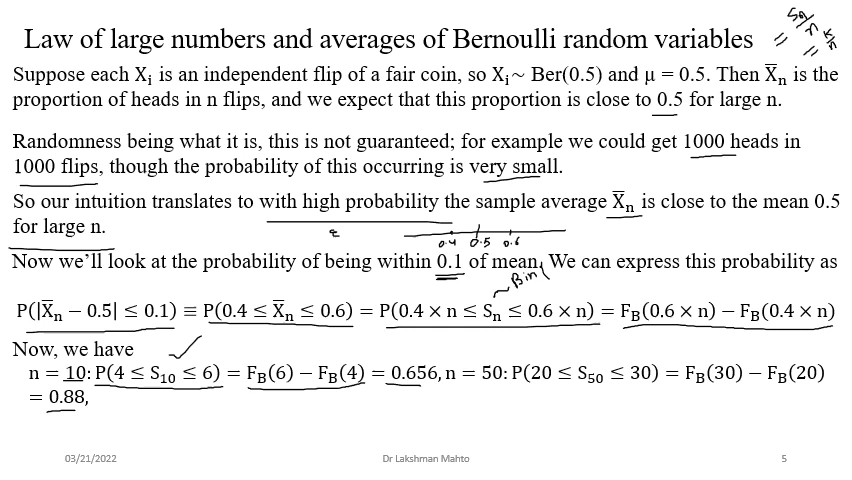 Law of large numbers and averages of Bernoulli random variables
Suppose each Xᵢ is an independent flip of a fair coin, so Xᵢ~ Ber(0.5) and μ = 0.5. Then X̅ₙ is the
proportion of heads in n flips, and we expect that this proportion is close to 0.5 for large n.
Randomness being what it is, this is not guaranteed; for example we could get 1000 heads in
1000 flips, though the probability of this occurring is very small.
So our intuition translates to with high probability the sample average X̅ₙ is close to the mean 0.5
for large n.
0.4 0.5 0.6
Now we’ll look at the probability of being within 0.1 of mean. We can express this probability as
~ Bin(
P(|X̅ₙ − 0.5| ≤ 0.1) ≡ P(0.4 ≤ X̅ₙ ≤ 0.6) = P(0.4 × n ≤ Sₙ ≤ 0.6 × n) = F_B(0.6 × n) − F_B(0.4 × n)
Now, we have
n = 10: P(4 ≤ S₁₀ ≤ 6) = F_B(6) − F_B(4) = 0.656, n = 50: P(20 ≤ S₅₀ ≤ 30) = F_B(30) − F_B(20)
= 0.88,
03/21/2022
Dr Lakshman Mahto
5